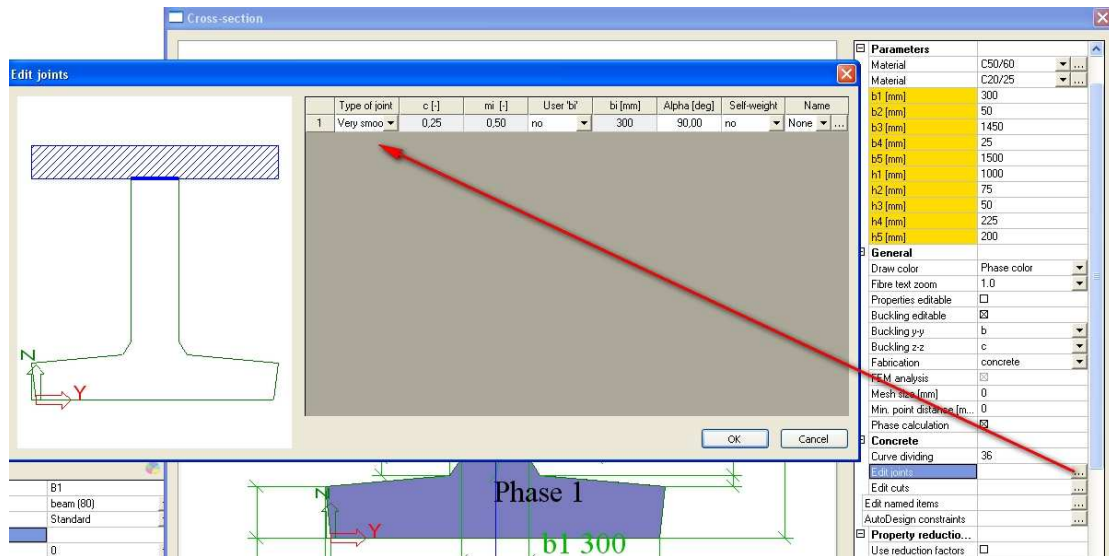 Cross-section
Edit joints
Type of joint c [-] mi [-] User 'bi' bi [mm] Alpha [deg] Self-weight Name
1 Very smoo 0,25 0,50 no 300 90,00 no None ...
Z
Y
OK Cancel
B1
beam (80)
Standard
0
Z
Y
Phase 1
b1 300
Parameters
Material C50/60 ...
Material C20/25 ...
b1 [mm] 300
b2 [mm] 50
b3 [mm] 1450
b4 [mm] 25
b5 [mm] 1500
h1 [mm] 1000
h2 [mm] 75
h3 [mm] 50
h4 [mm] 225
h5 [mm] 200
General
Draw color Phase color
Fibre text zoom 1.0
Properties editable
Buckling editable
Buckling y-y b
Buckling z-z c
Fabrication concrete
FEM analysis
Mesh size [mm] 0
Min. point distance [m... 0
Phase calculation
Concrete
Curve dividing 36
Edit joints ...
Edit cuts ...
Edit named items ...
AutoDesign constraints ...
Property reductio...
Use reduction factors